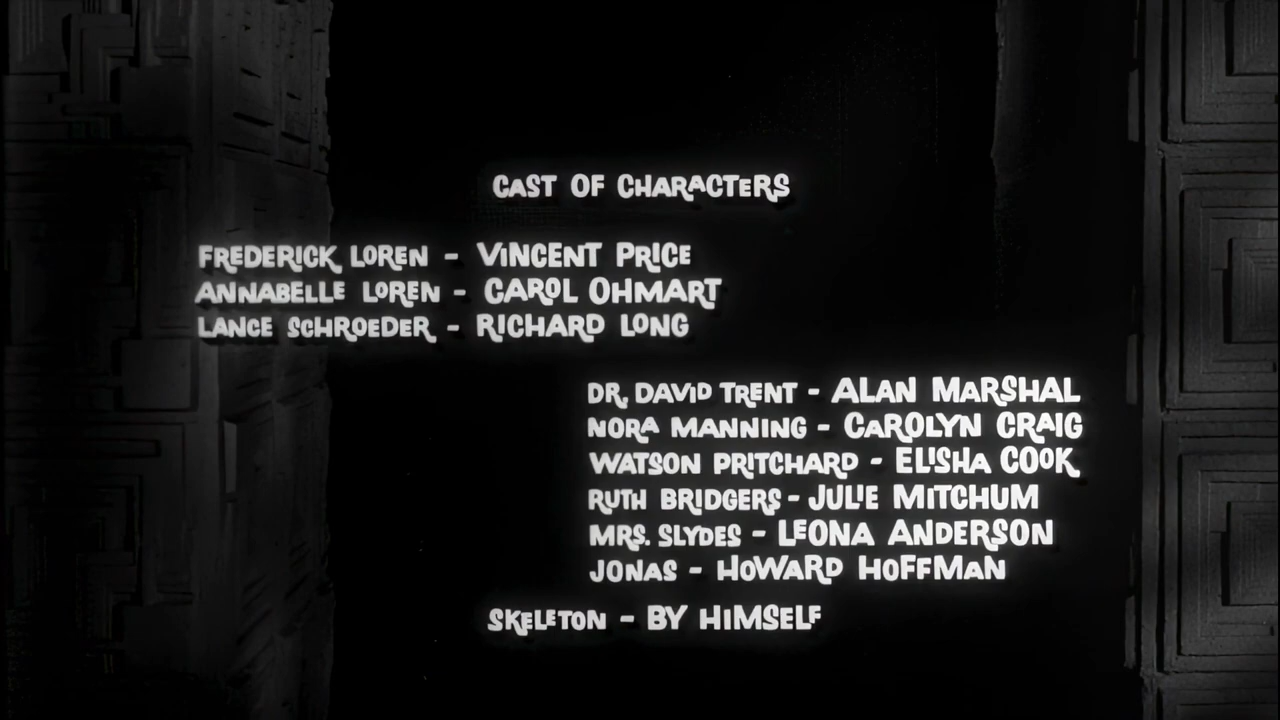 CAST OF CHARACTERS
FREDERICK LOREN - VINCENT PRICE
ANNABELLE LOREN - CAROL OHMART
LANCE SCHROEDER - RICHARD LONG
DR. DAVID TRENT - ALAN MARSHAL
NORA MANNING - CAROLYN CRAIG
WATSON PRITCHARD - ELISHA COOK
RUTH BRIDGERS - JULIE MITCHUM
MRS. SLYDES - LEONA ANDERSON
JONAS - HOWARD HOFFMAN
SKELETON - BY HIMSELF